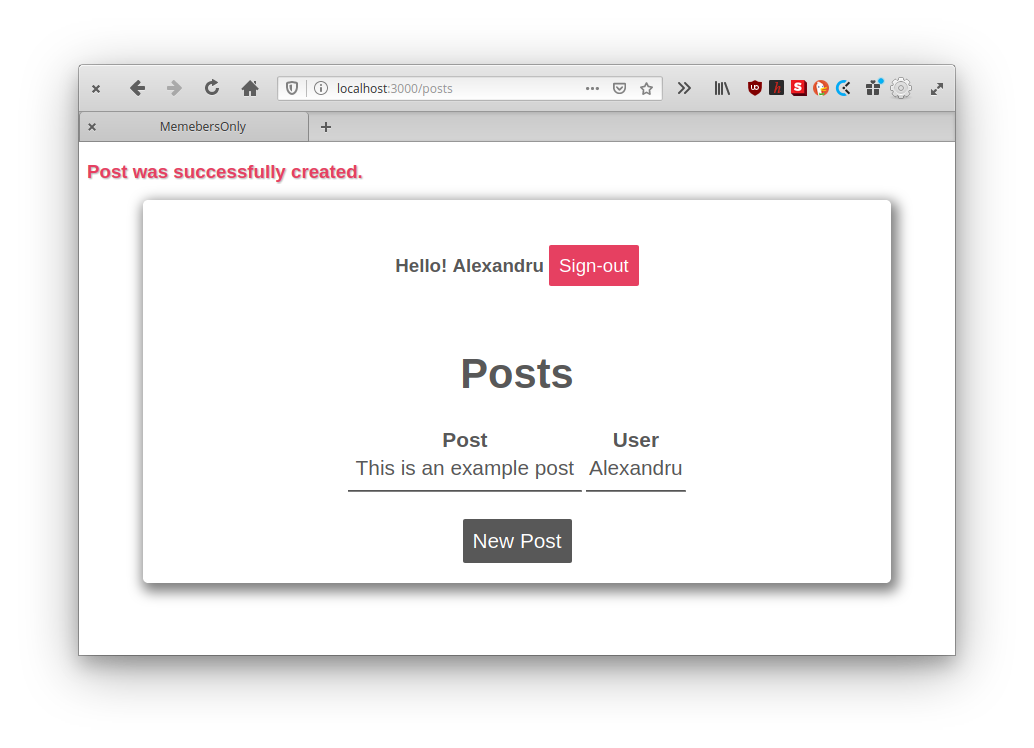 localhost:3000/posts
MemebersOnly
Post was successfully created.
Hello! Alexandru Sign-out
Posts
Post User
This is an example post Alexandru
New Post